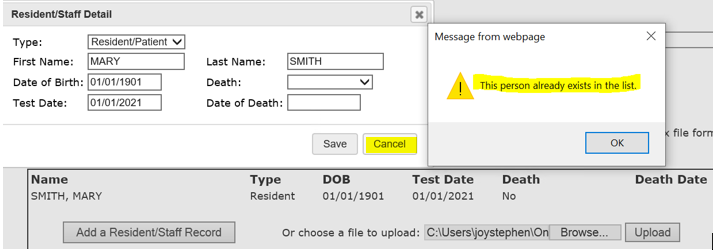 Resident/Staff Detail
Type: Resident/Patient
First Name: MARY Last Name: SMITH
Date of Birth: 01/01/1901 Death:
Test Date: 01/01/2021 Date of Death:
Save Cancel
Message from webpage
This person already exists in the list.
OK
file form
Name Type DOB Test Date Death Death Date
SMITH, MARY Resident 01/01/1901 01/01/2021 No
Add a Resident/Staff Record Or choose a file to upload: C:\Users\joystephen\On Browse... Upload